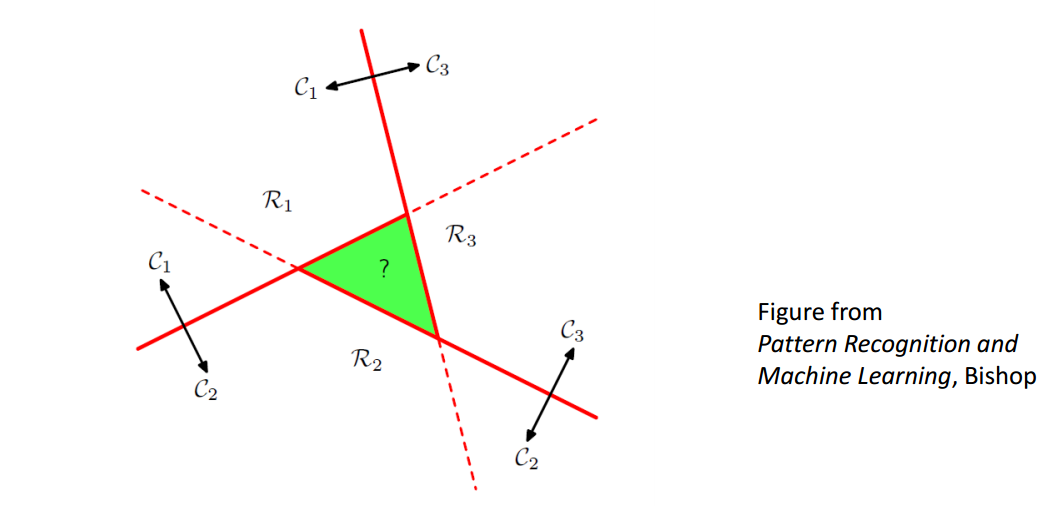 C₁
C₃
R₁
R₃
?
C₁
C₂
R₂
C₃
C₂
Figure from
Pattern Recognition and
Machine Learning, Bishop